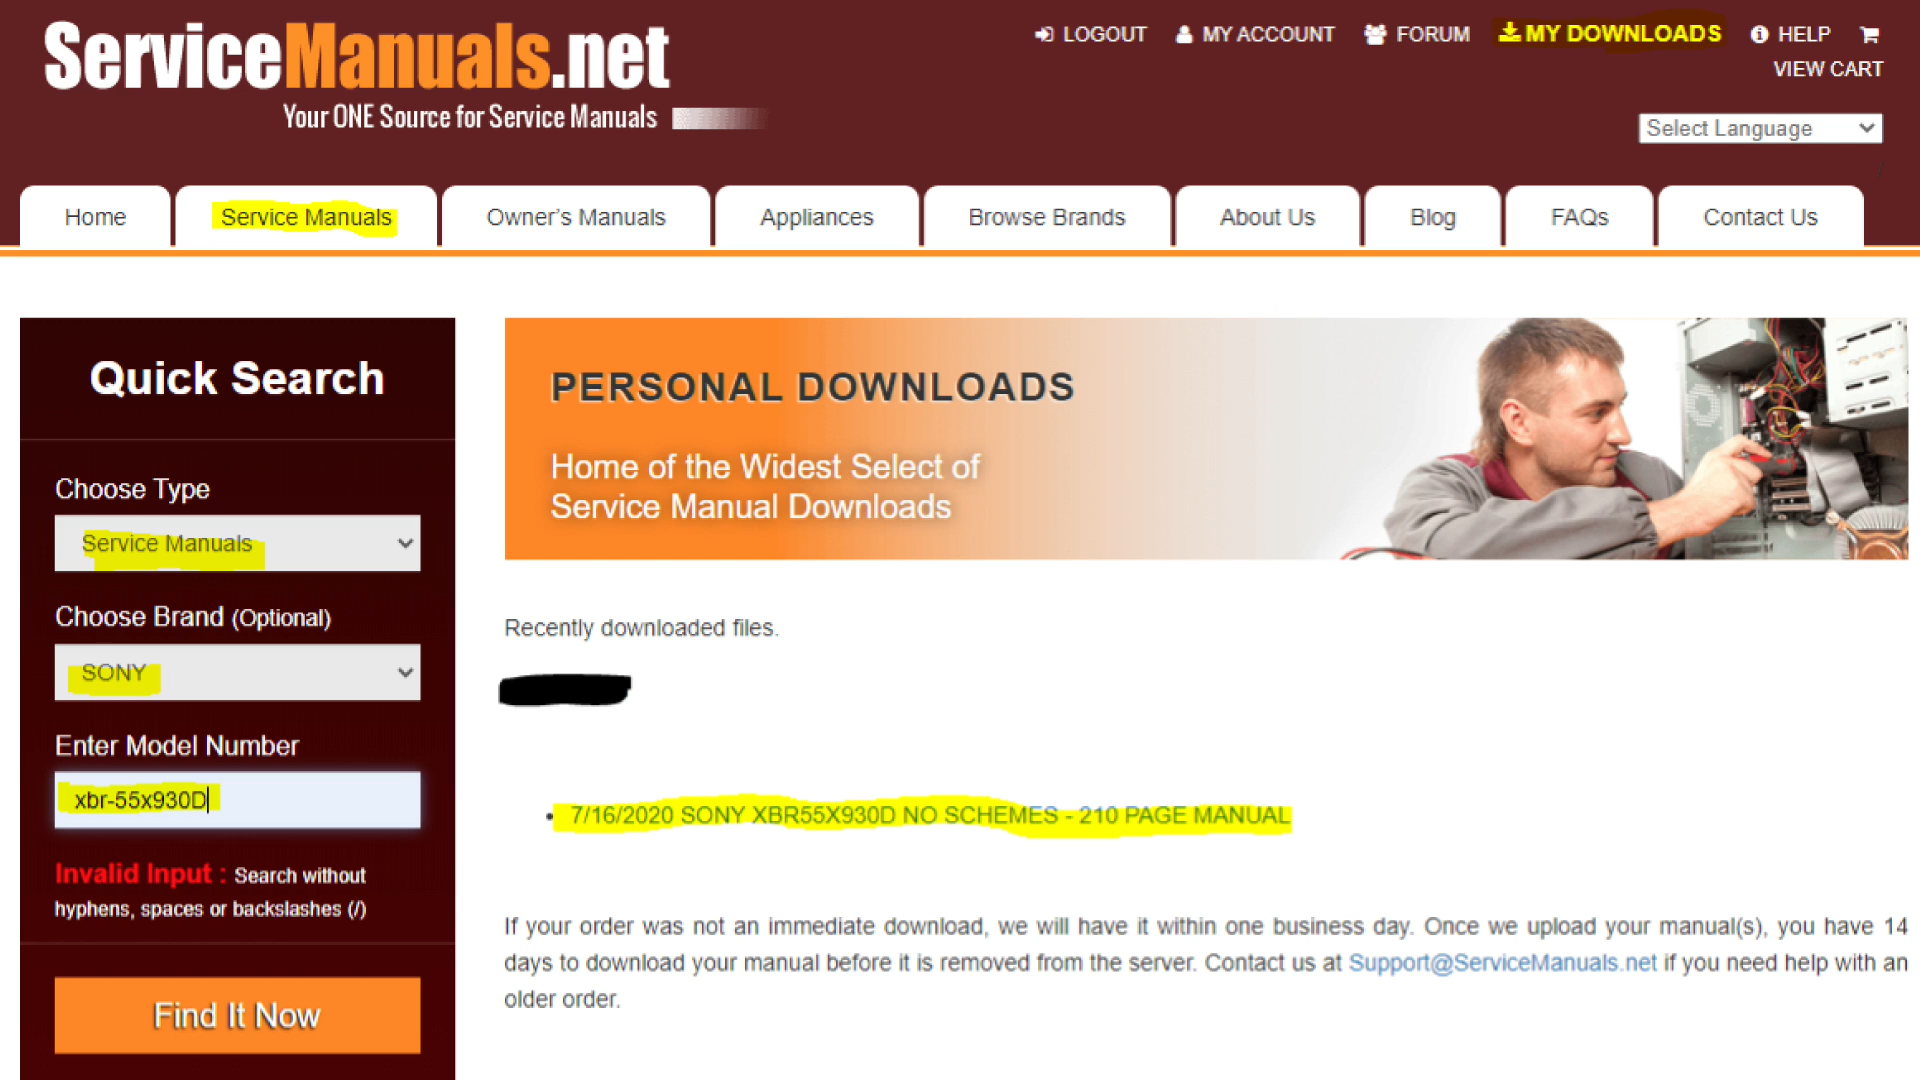 ServiceManuals.net
Your ONE Source for Service Manuals
LOGOUT MY ACCOUNT FORUM MY DOWNLOADS HELP
VIEW CART
Select Language
Home Service Manuals Owner's Manuals Appliances Browse Brands About Us Blog FAQs Contact Us
Quick Search
Choose Type
Service Manuals
Choose Brand (Optional)
SONY
Enter Model Number
xbr-55x930D
Invalid Input : Search without
hyphens, spaces or backslashes (/)
Find It Now
PERSONAL DOWNLOADS
Home of the Widest Select of
Service Manual Downloads
Recently downloaded files.
• 7/16/2020 SONY XBR55X930D NO SCHEMES - 210 PAGE MANUAL
If your order was not an immediate download, we will have it within one business day. Once we upload your manual(s), you have 14
days to download your manual before it is removed from the server. Contact us at Support@ServiceManuals.net if you need help with an
older order.